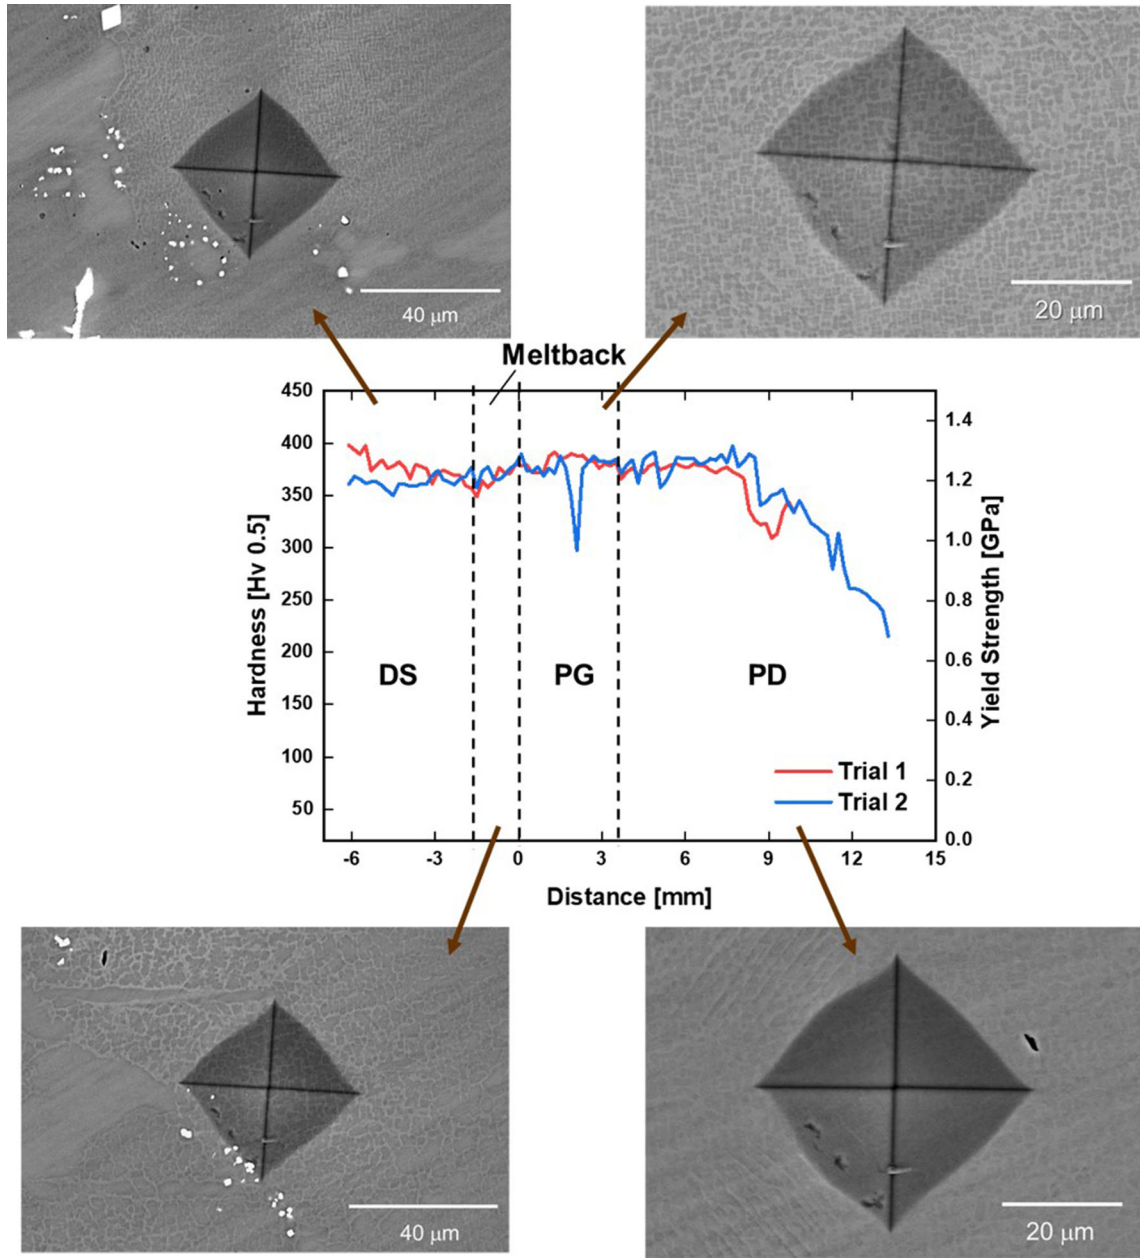 40 μm
20 μm
Meltback
450
400
350
300
250
200
150
100
50
Hardness [Hv 0.5]
1.4
1.2
1.0
0.8
0.6
0.4
0.2
0.0
Yield Strength [GPa]
DS
PG
PD
Trial 1
Trial 2
-6 -3 0 3 6 9 12 15
Distance [mm]
40 μm
20 μm